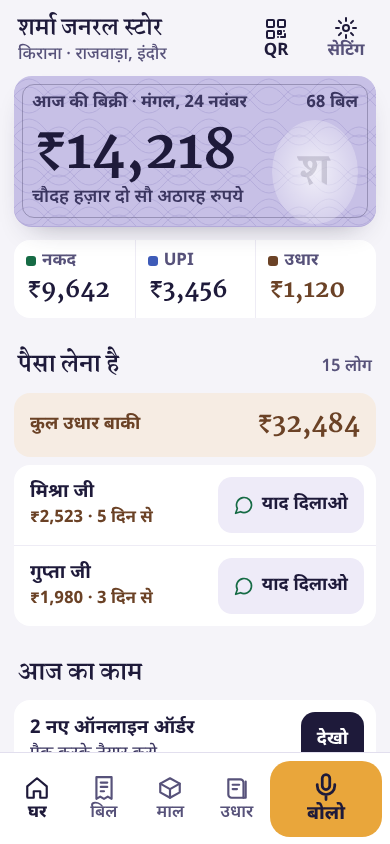 शर्मा जनरल स्टोर
किराना · राजवाड़ा, इंदौर
QR
सेटिंग
आज की बिक्री · मंगल, 24 नवंबर
68 बिल
₹14,218
श
चौदह हज़ार दो सौ अठारह रुपये
नकद
UPI
उधार
₹9,642
₹3,456
₹1,120
पैसा लेना है
15 लोग
कुल उधार बाकी
₹32,484
मिश्रा जी
₹2,523 · 5 दिन से
याद दिलाओ
गुप्ता जी
₹1,980 · 3 दिन से
याद दिलाओ
आज का काम
2 नए ऑनलाइन ऑर्डर
देखो
घर
बिल
माल
उधार
बोलो